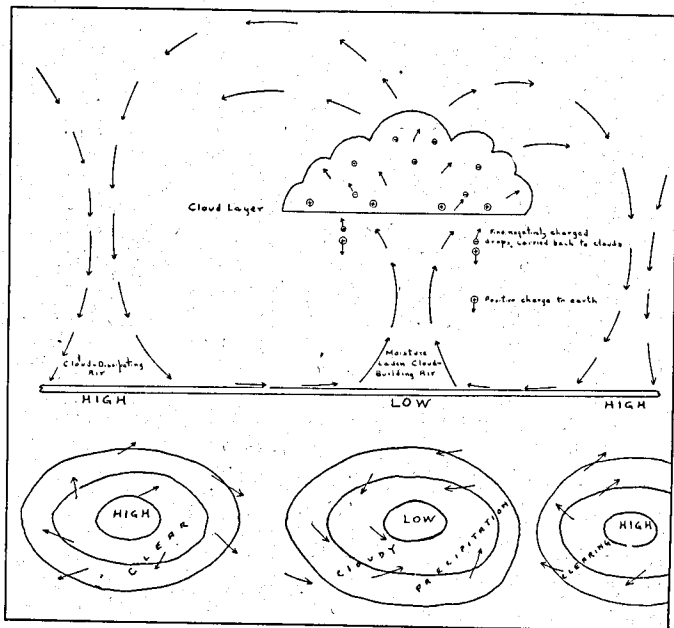 Cloud Layer
Fine, negatively charged
drops, carried back to clouds
Positive charge to earth
Cloud-Dissipating
Air
Moisture
Laden Cloud-
Building Air
HIGH
LOW
HIGH
HIGH
CLEAR
LOW
CLOUDY
PRECIPITATION
HIGH
CLEARING